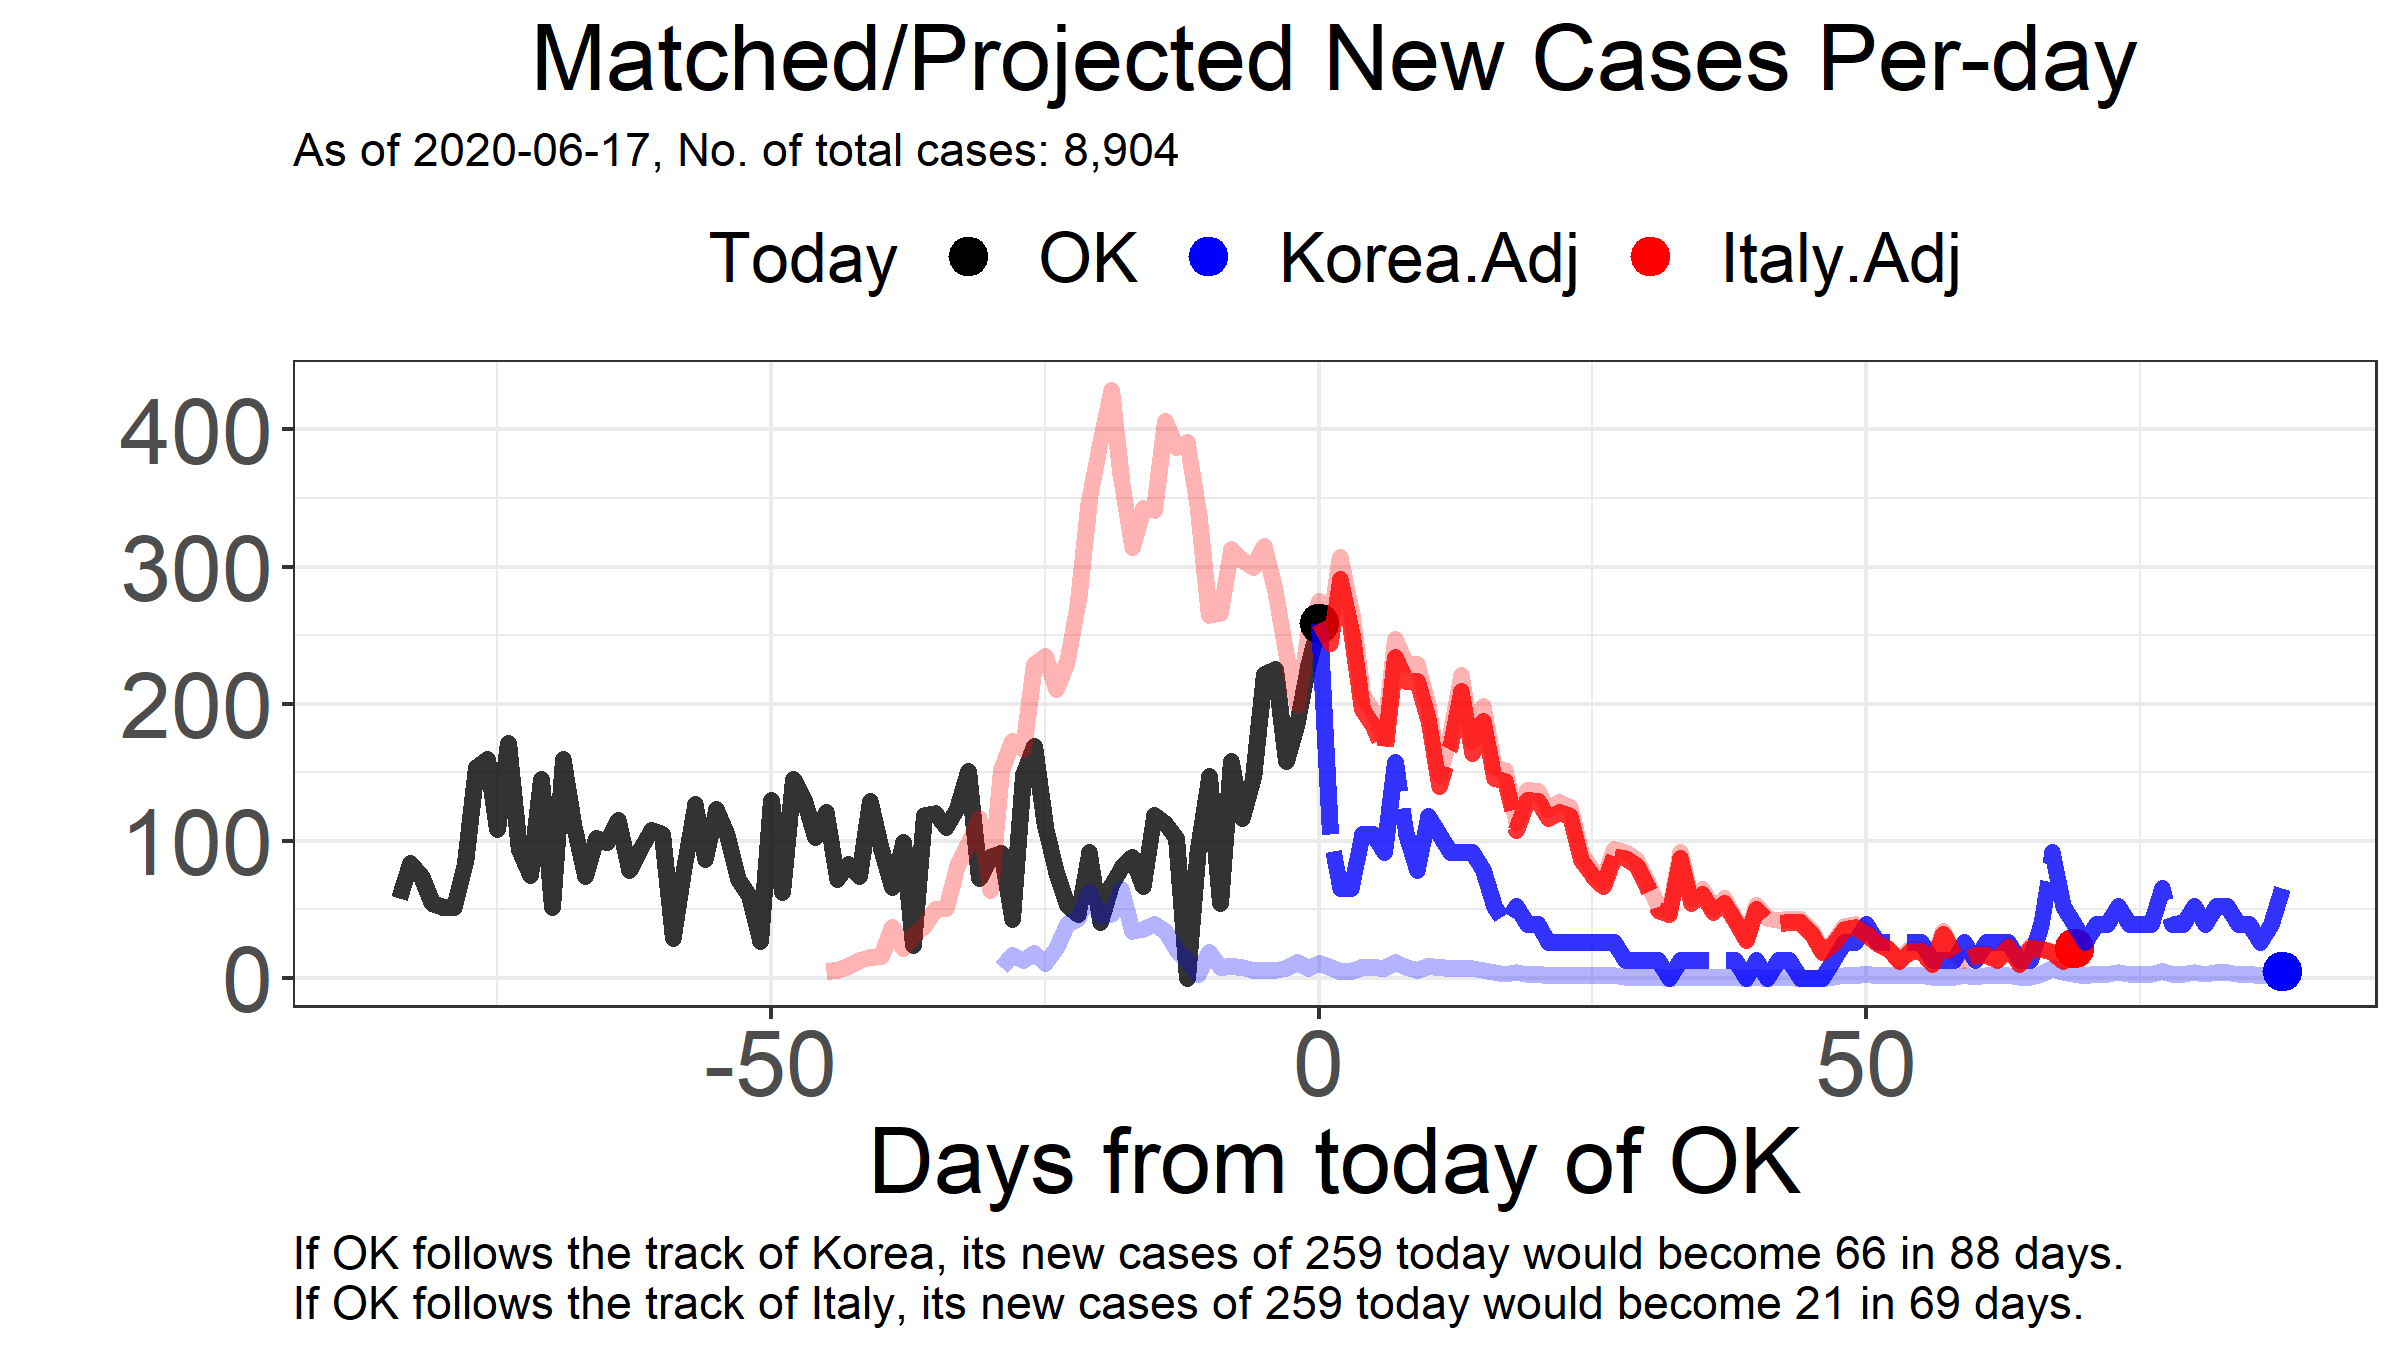 Matched/Projected New Cases Per-day
As of 2020-06-17, No. of total cases: 8,904
Today OK Korea.Adj Italy.Adj
400
300
200
100
0
-50 0 50
Days from today of OK
If OK follows the track of Korea, its new cases of 259 today would become 66 in 88 days.
If OK follows the track of Italy, its new cases of 259 today would become 21 in 69 days.